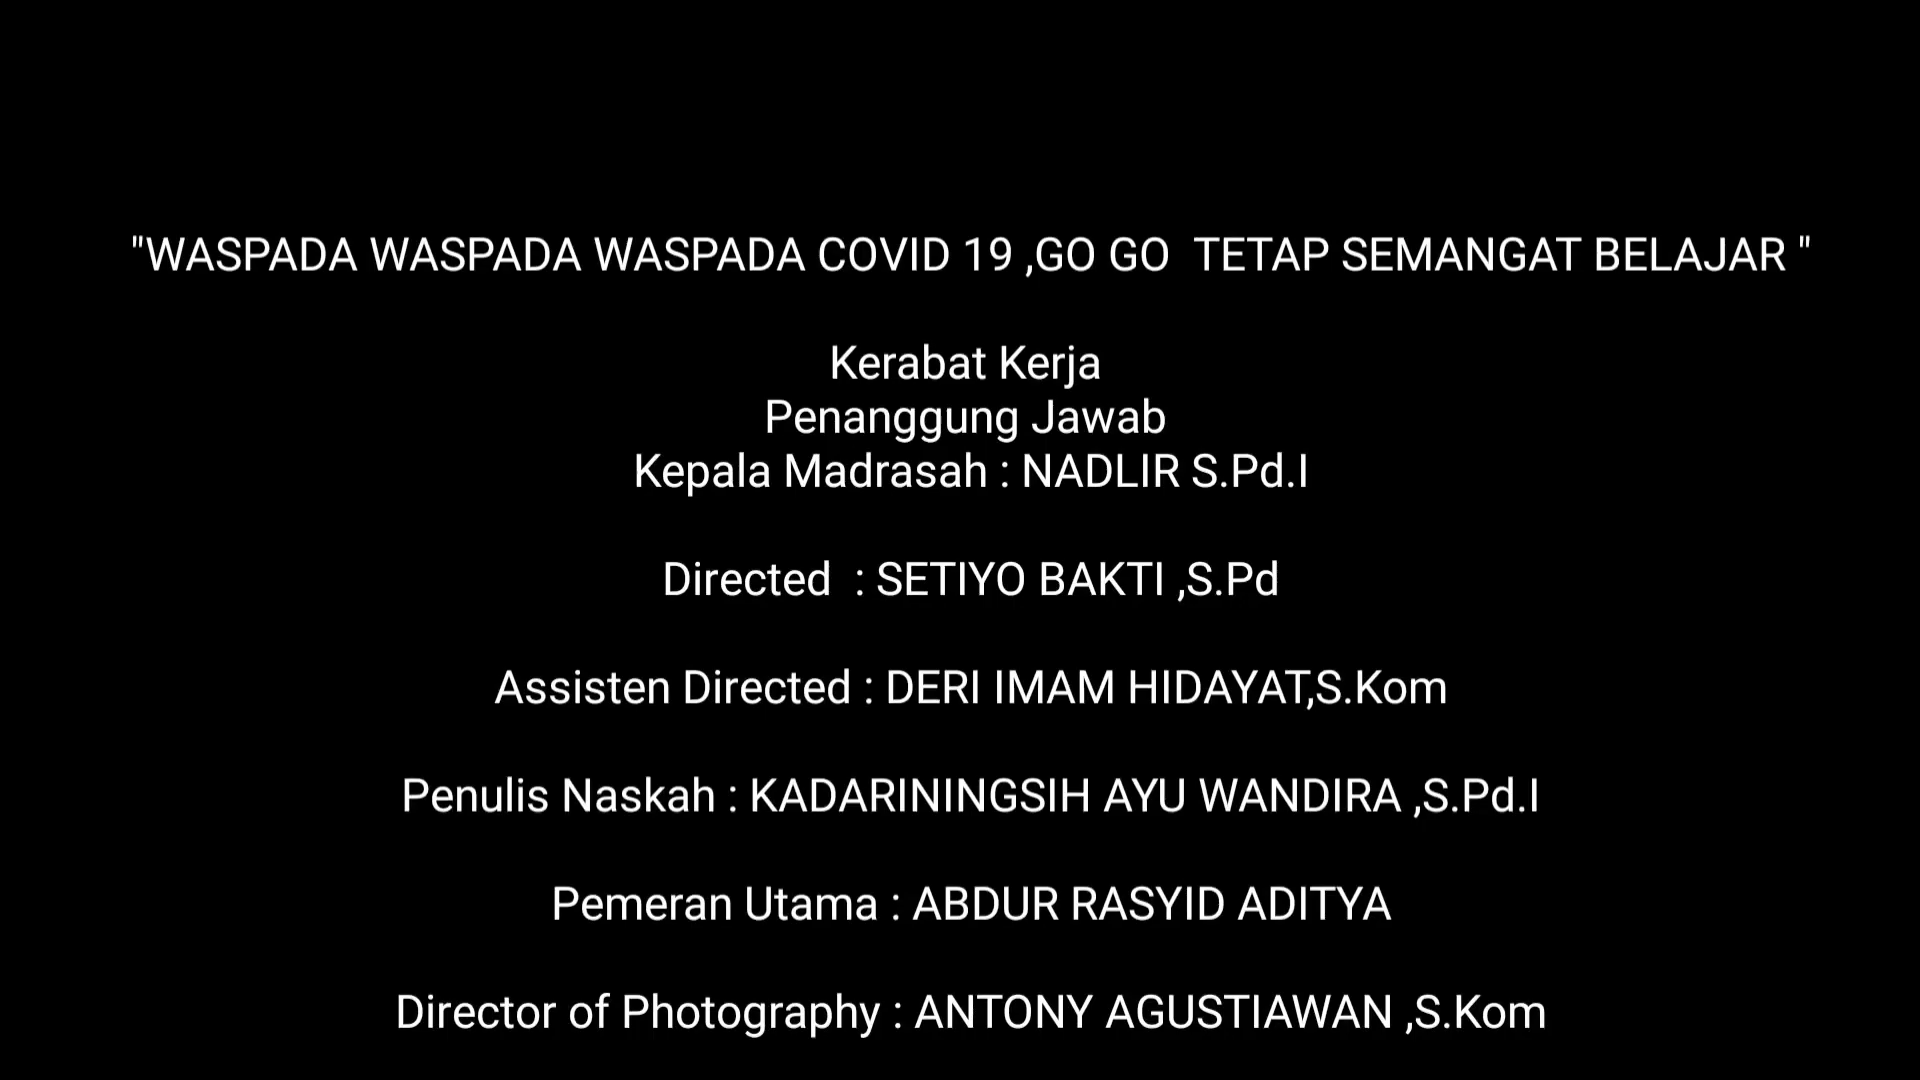 "WASPADA WASPADA WASPADA COVID 19 ,GO GO  TETAP SEMANGAT BELAJAR "
Kerabat Kerja
Penanggung Jawab
Kepala Madrasah : NADLIR S.Pd.I
Directed  : SETIYO BAKTI ,S.Pd
Assisten Directed : DERI IMAM HIDAYAT,S.Kom
Penulis Naskah : KADARININGSIH AYU WANDIRA ,S.Pd.I
Pemeran Utama : ABDUR RASYID ADITYA
Director of Photography : ANTONY AGUSTIAWAN ,S.Kom